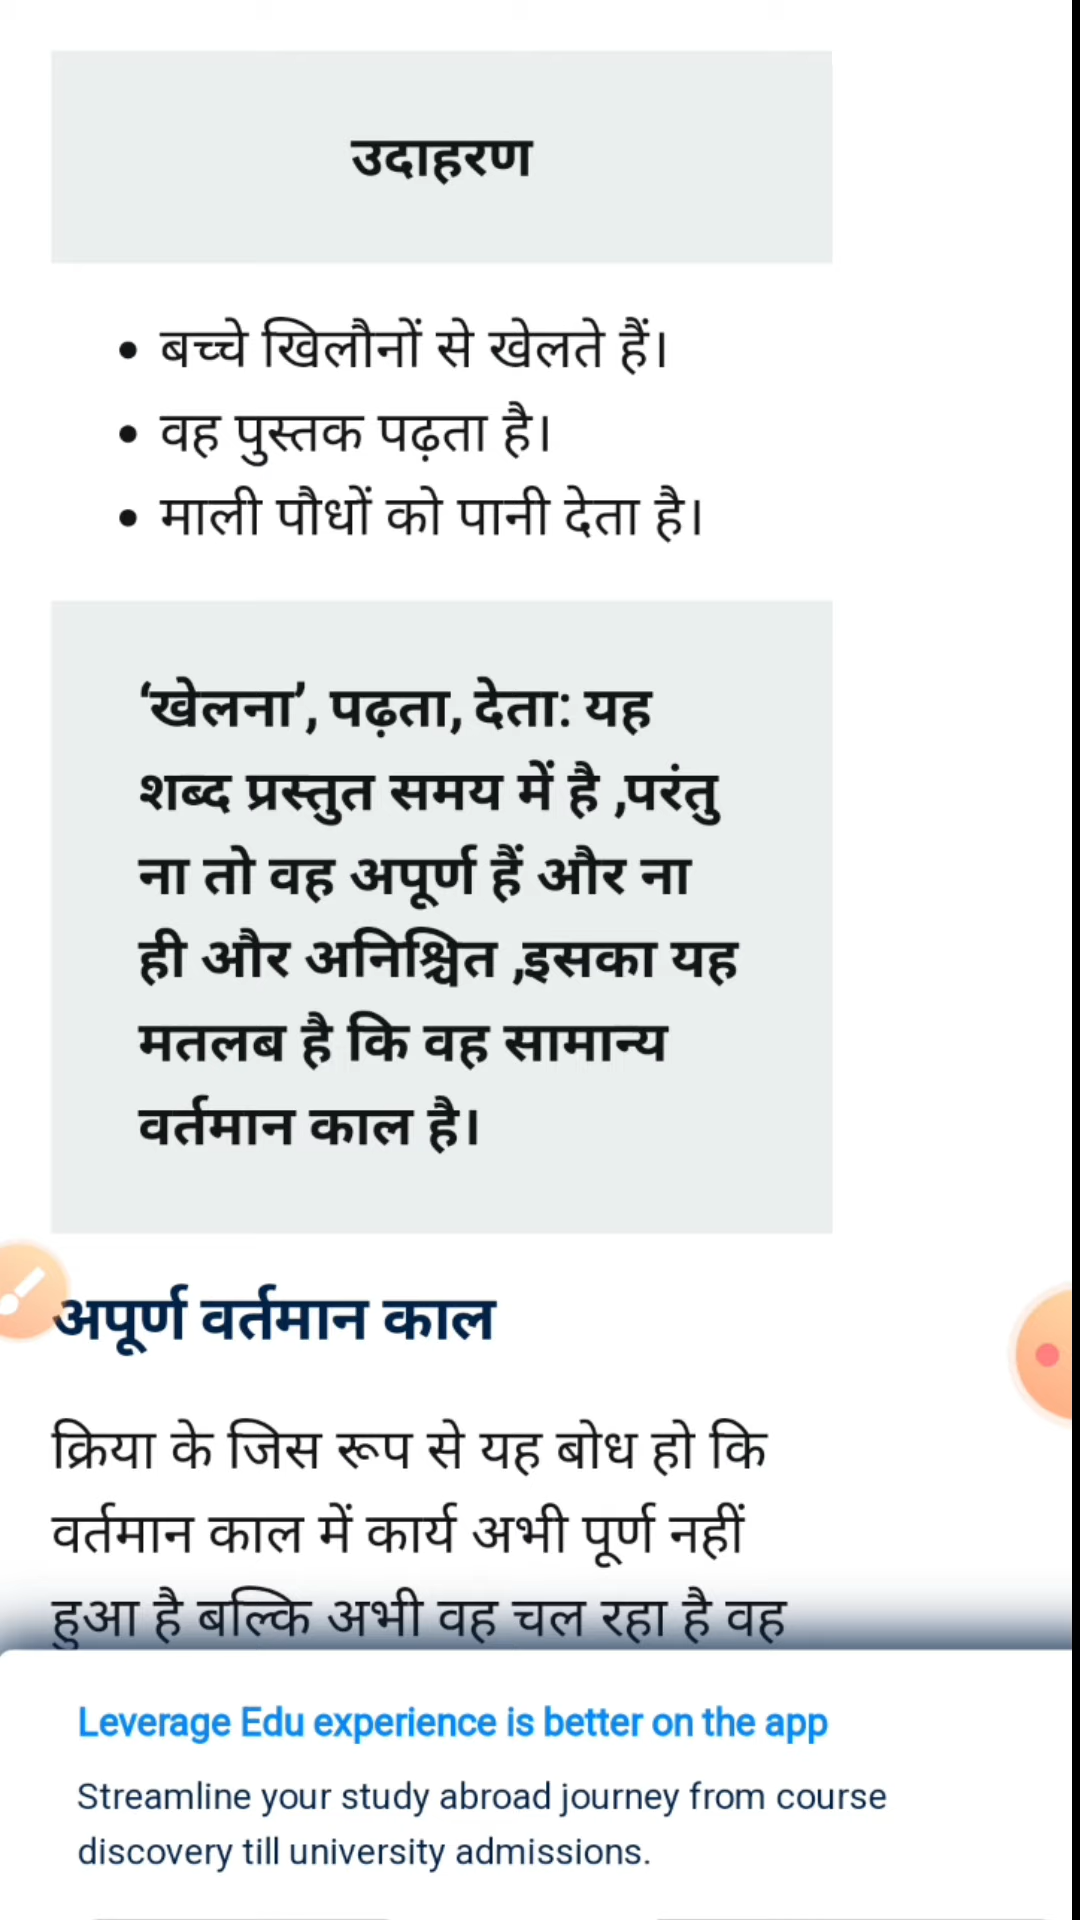 उदाहरण
• बच्चे खिलौनों से खेलते हैं।
• वह पुस्तक पढ़ता है।
• माली पौधों को पानी देता है।
‘खेलना’, पढ़ता, देता: यह
शब्द प्रस्तुत समय में है ,परंतु
ना तो वह अपूर्ण हैं और ना
ही और अनिश्चित ,इसका यह
मतलब है कि वह सामान्य
वर्तमान काल है।
अपूर्ण वर्तमान काल
क्रिया के जिस रूप से यह बोध हो कि
वर्तमान काल में कार्य अभी पूर्ण नहीं
हुआ है बल्कि अभी वह चल रहा है वह
Leverage Edu experience is better on the app
Streamline your study abroad journey from course
discovery till university admissions.